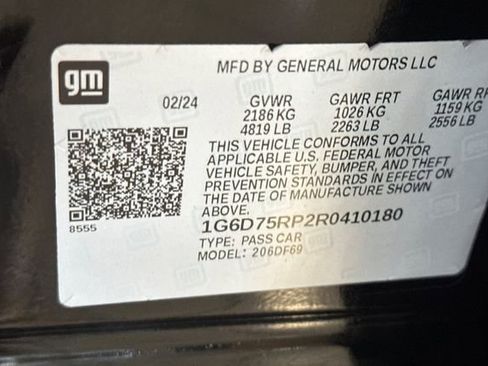 gm
MFD BY GENERAL MOTORS LLC
02/24 GVWR GAWR FRT GAWR RR
2186 KG 1026 KG 1159 KG
4819 LB 2263 LB 2556 LB
THIS VEHICLE CONFORMS TO ALL
APPLICABLE U.S. FEDERAL MOTOR
VEHICLE SAFETY, BUMPER, AND THEFT
PREVENTION STANDARDS IN EFFECT ON
THE DATE OF MANUFACTURE SHOWN
ABOVE.
8555
1G6D75RP2R0410180
TYPE: PASS CAR
MODEL: 206DF69